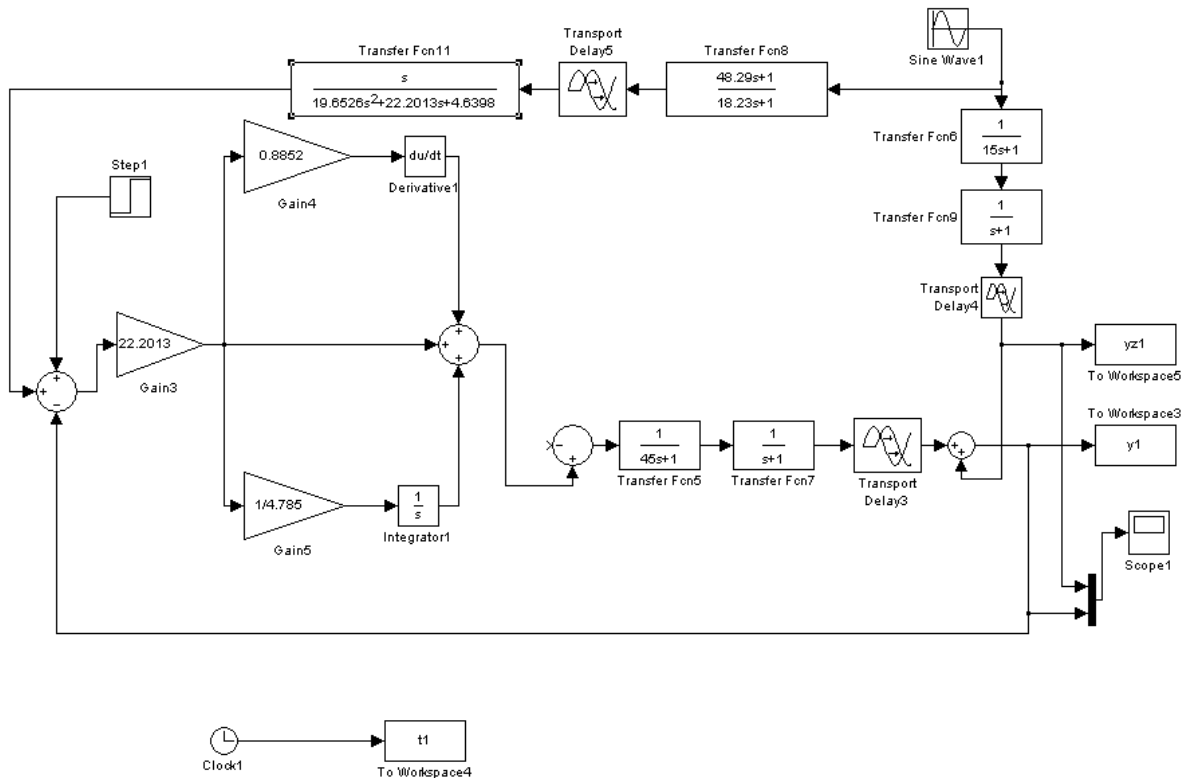 Transport
Delay5
Transfer Fcn11
Transfer Fcn8
Sine Wave1
s
19.6526s²+22.2013s+4.6398
48.29s+1
18.23s+1
Transfer Fcn6
1
15s+1
0.8852
du/dt
Derivative1
Gain4
Step1
Transfer Fcn9
1
s+1
Transport
Delay4
22.2013
Gain3
+
+
−
+
+
+
yz1
To Workspace5
To Workspace3
y1
−
+
1
45s+1
Transfer Fcn5
1
s+1
Transfer Fcn7
Transport
Delay3
+
+
1/4.785
Gain5
1
s
Integrator1
Scope1
Clock1
t1
To Workspace4